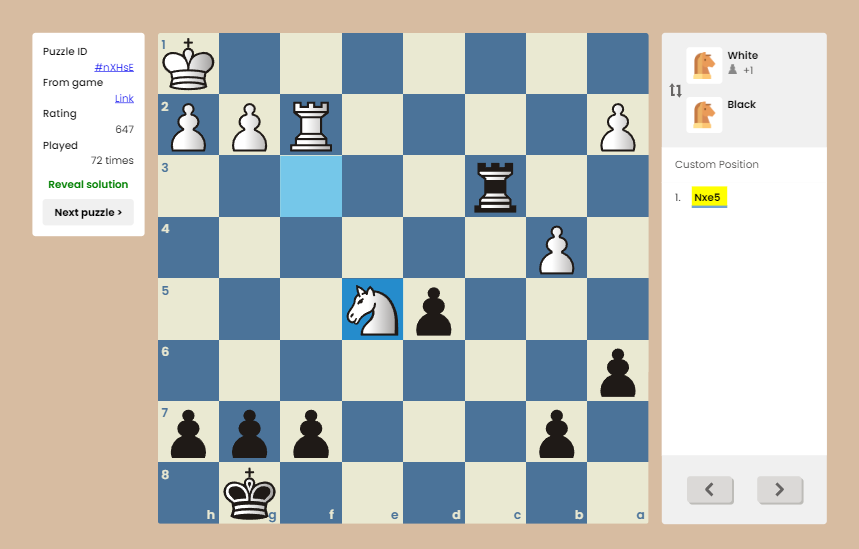 Puzzle ID
#nXHsE
From game
Link
Rating
647
Played
72 times
Reveal solution
Next puzzle >
1
2
3
4
5
6
7
8
h g f e d c b a
White
+1
Black
Custom Position
1. Nxe5